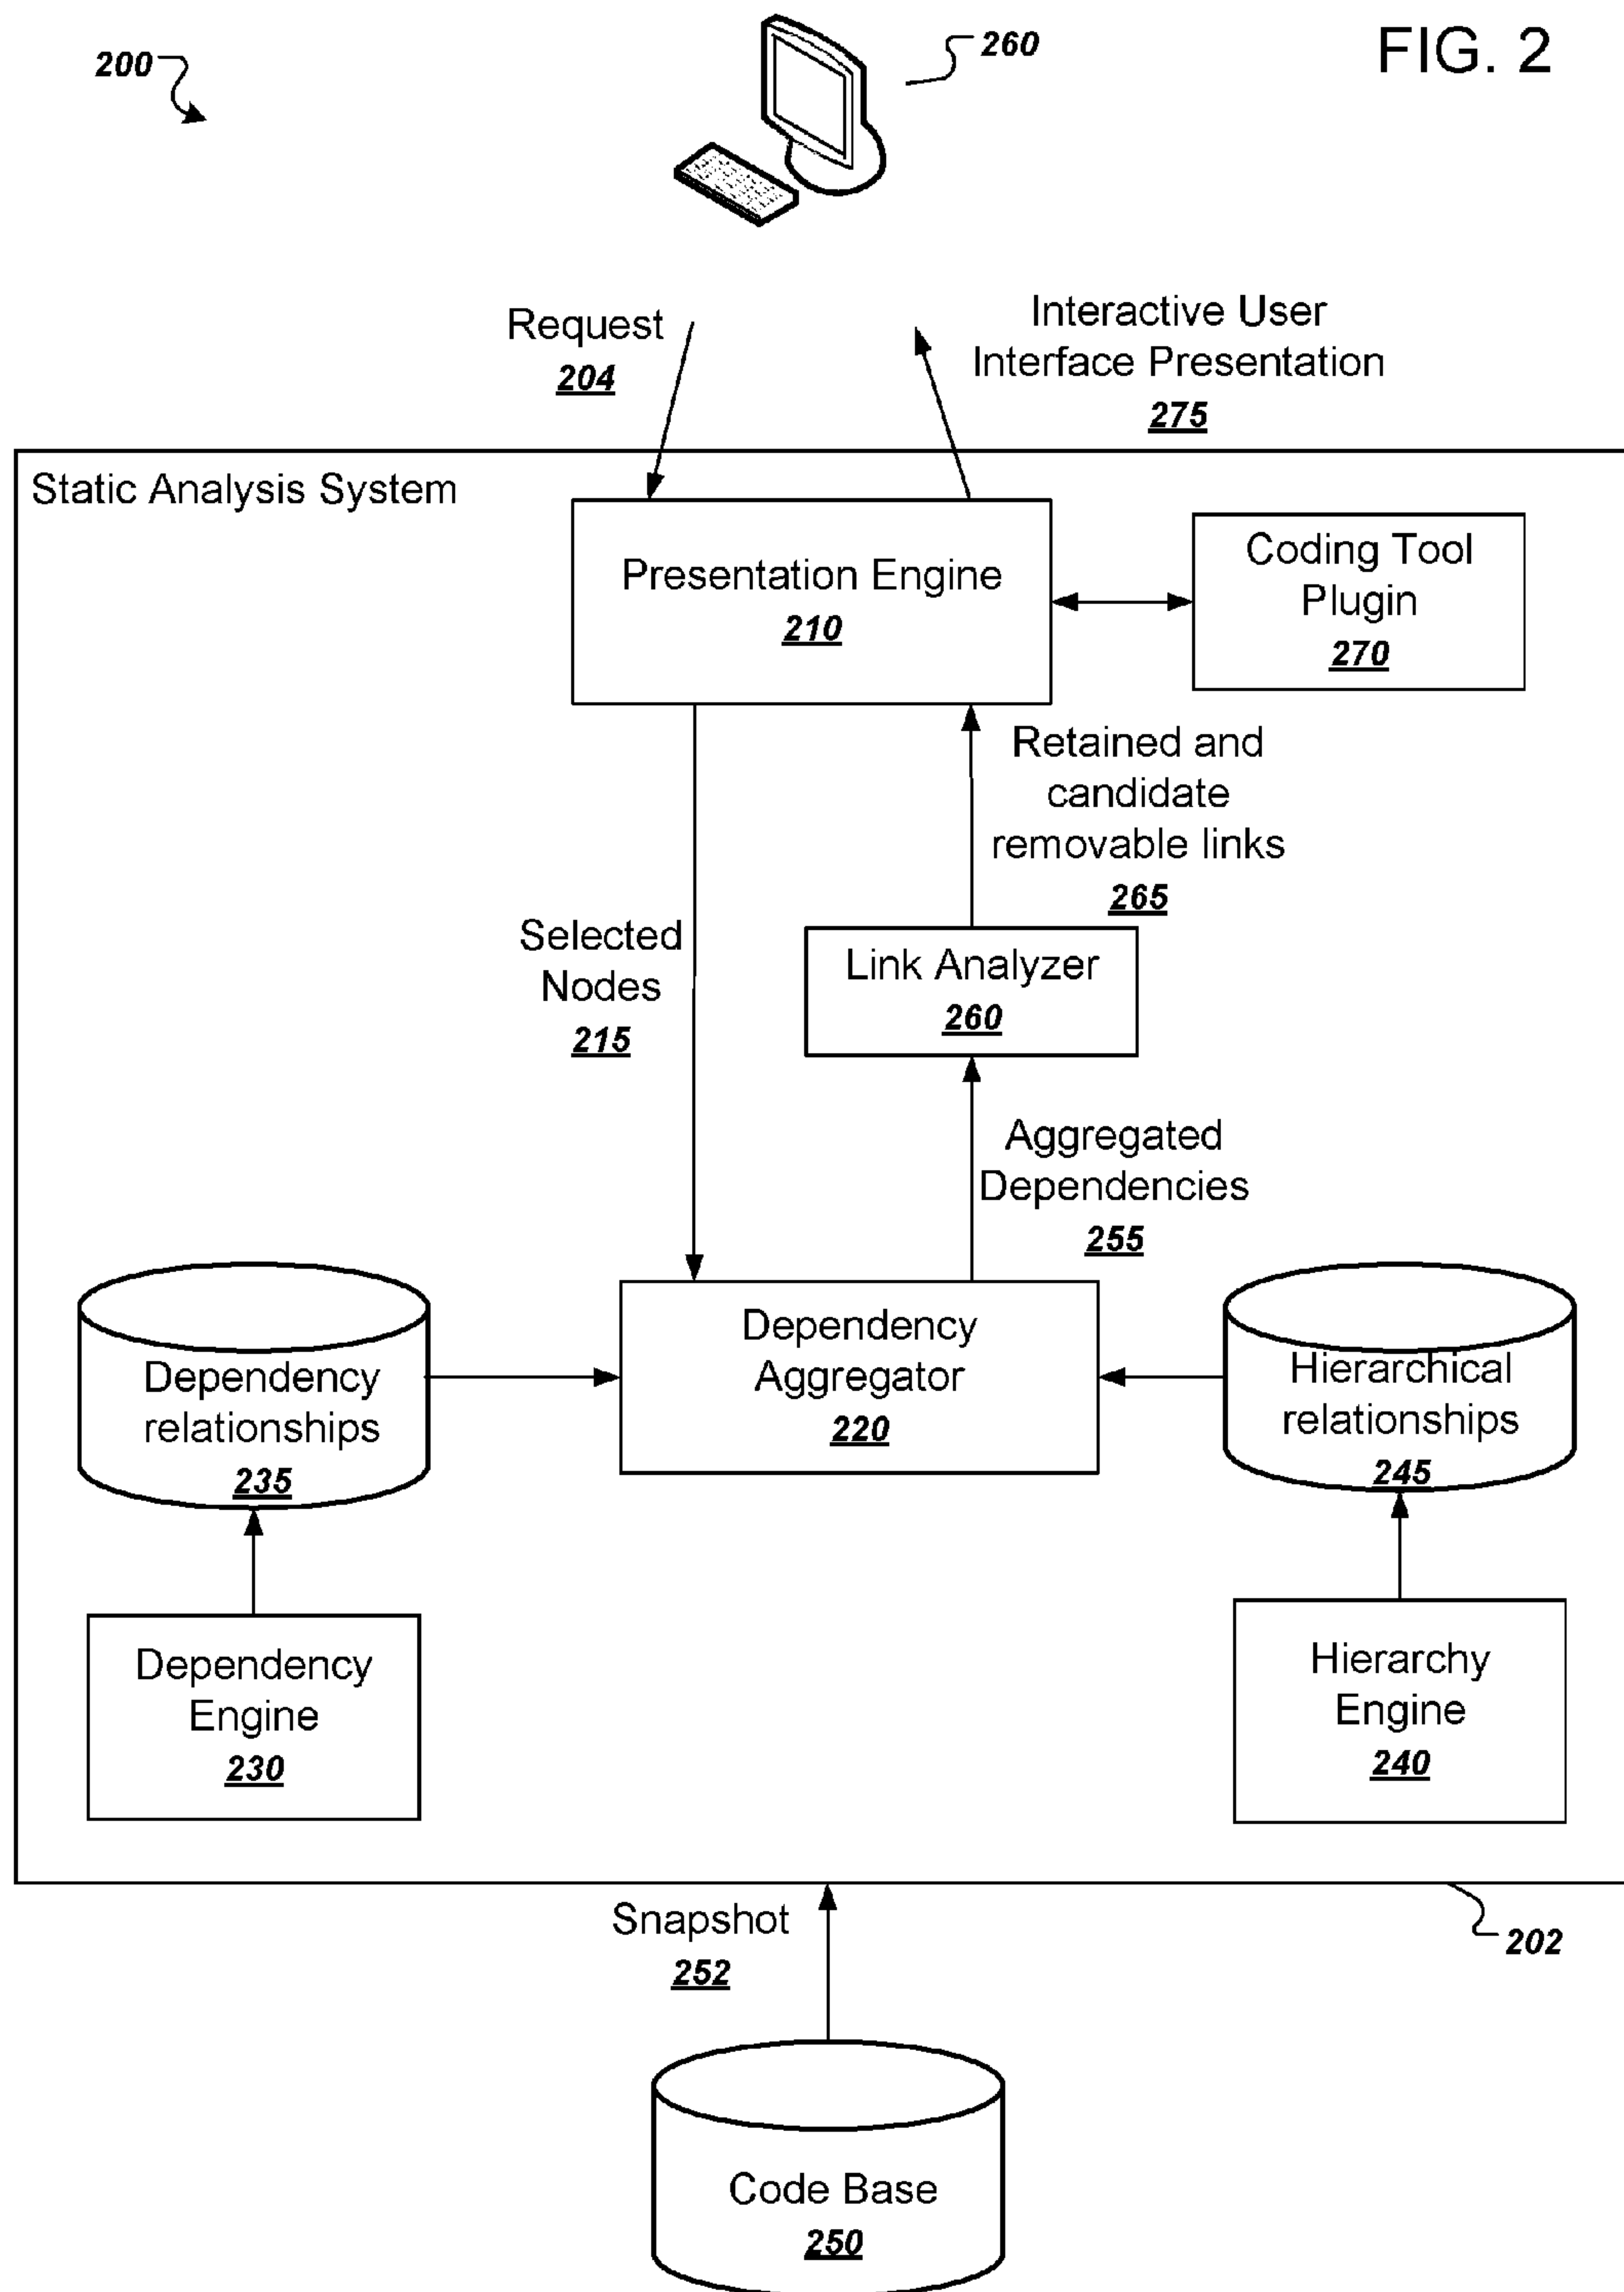 FIG. 2
200
260
Request
204
Interactive User
Interface Presentation
275
Static Analysis System
Presentation Engine
210
Coding Tool
Plugin
270
Retained and
candidate
removable links
265
Selected
Nodes
215
Link Analyzer
260
Aggregated
Dependencies
255
Dependency
relationships
235
Dependency
Aggregator
220
Hierarchical
relationships
245
Dependency
Engine
230
Hierarchy
Engine
240
Snapshot
252
202
Code Base
250